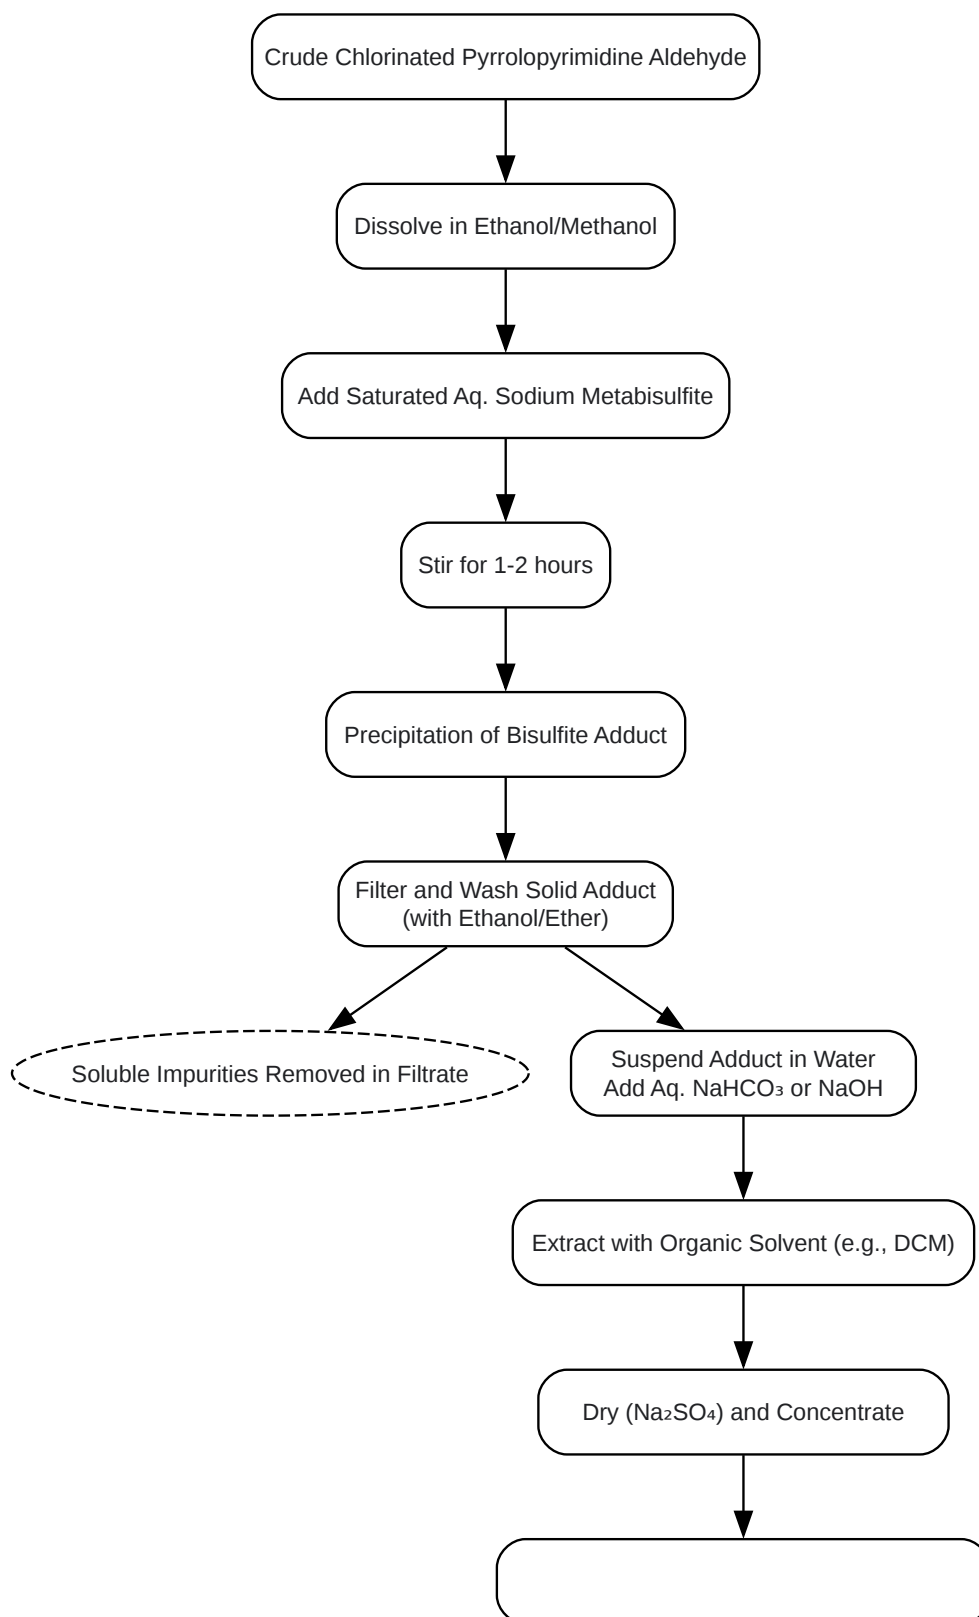 Crude Chlorinated Pyrrolopyrimidine Aldehyde
Dissolve in Ethanol/Methanol
Add Saturated Aq. Sodium Metabisulfite
Stir for 1-2 hours
Precipitation of Bisulfite Adduct
Filter and Wash Solid Adduct
(with Ethanol/Ether)
Soluble Impurities Removed in Filtrate
Suspend Adduct in Water
Add Aq. NaHCO₃ or NaOH
Extract with Organic Solvent (e.g., DCM)
Dry (Na₂SO₄) and Concentrate